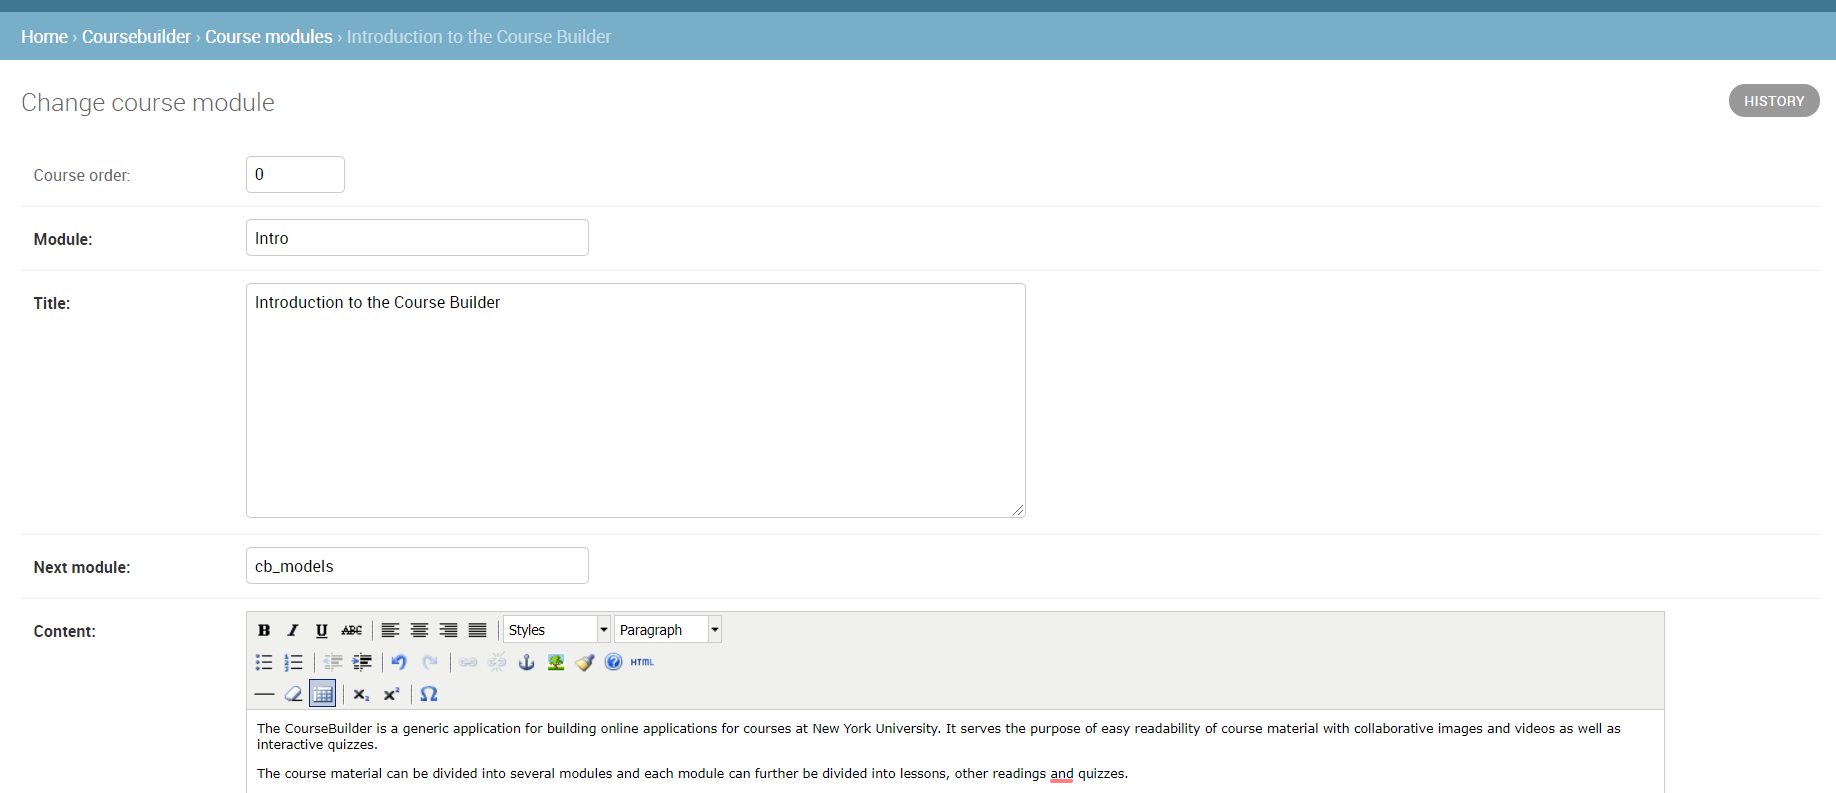 Home › Coursebuilder › Course modules › Introduction to the Course Builder
Change course module
HISTORY
Course order:
0
Module:
Intro
Title:
Introduction to the Course Builder
Next module:
cb_models
Content:
B I U ABC Styles Paragraph
HTML
x₂ x² Ω
The CourseBuilder is a generic application for building online applications for courses at New York University. It serves the purpose of easy readability of course material with collaborative images and videos as well as
interactive quizzes.
The course material can be divided into several modules and each module can further be divided into lessons, other readings and quizzes.